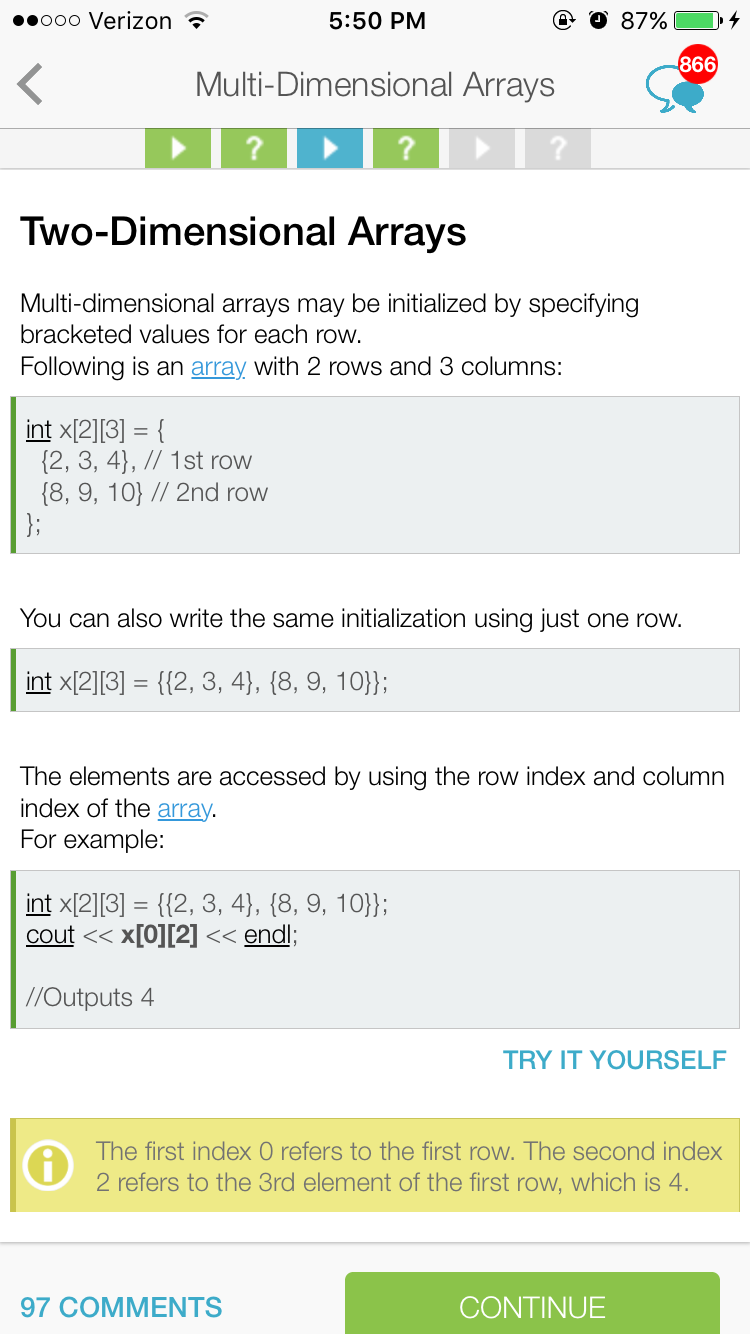 Verizon 5:50 PM 87%
Multi-Dimensional Arrays 866
? ? ?
Two-Dimensional Arrays
Multi-dimensional arrays may be initialized by specifying
bracketed values for each row.
Following is an array with 2 rows and 3 columns:
int x[2][3] = {
{2, 3, 4}, // 1st row
{8, 9, 10} // 2nd row
};
You can also write the same initialization using just one row.
int x[2][3] = {{2, 3, 4}, {8, 9, 10}};
The elements are accessed by using the row index and column
index of the array.
For example:
int x[2][3] = {{2, 3, 4}, {8, 9, 10}};
cout << x[0][2] << endl;
//Outputs 4
TRY IT YOURSELF
i
The first index 0 refers to the first row. The second index
2 refers to the 3rd element of the first row, which is 4.
97 COMMENTS CONTINUE